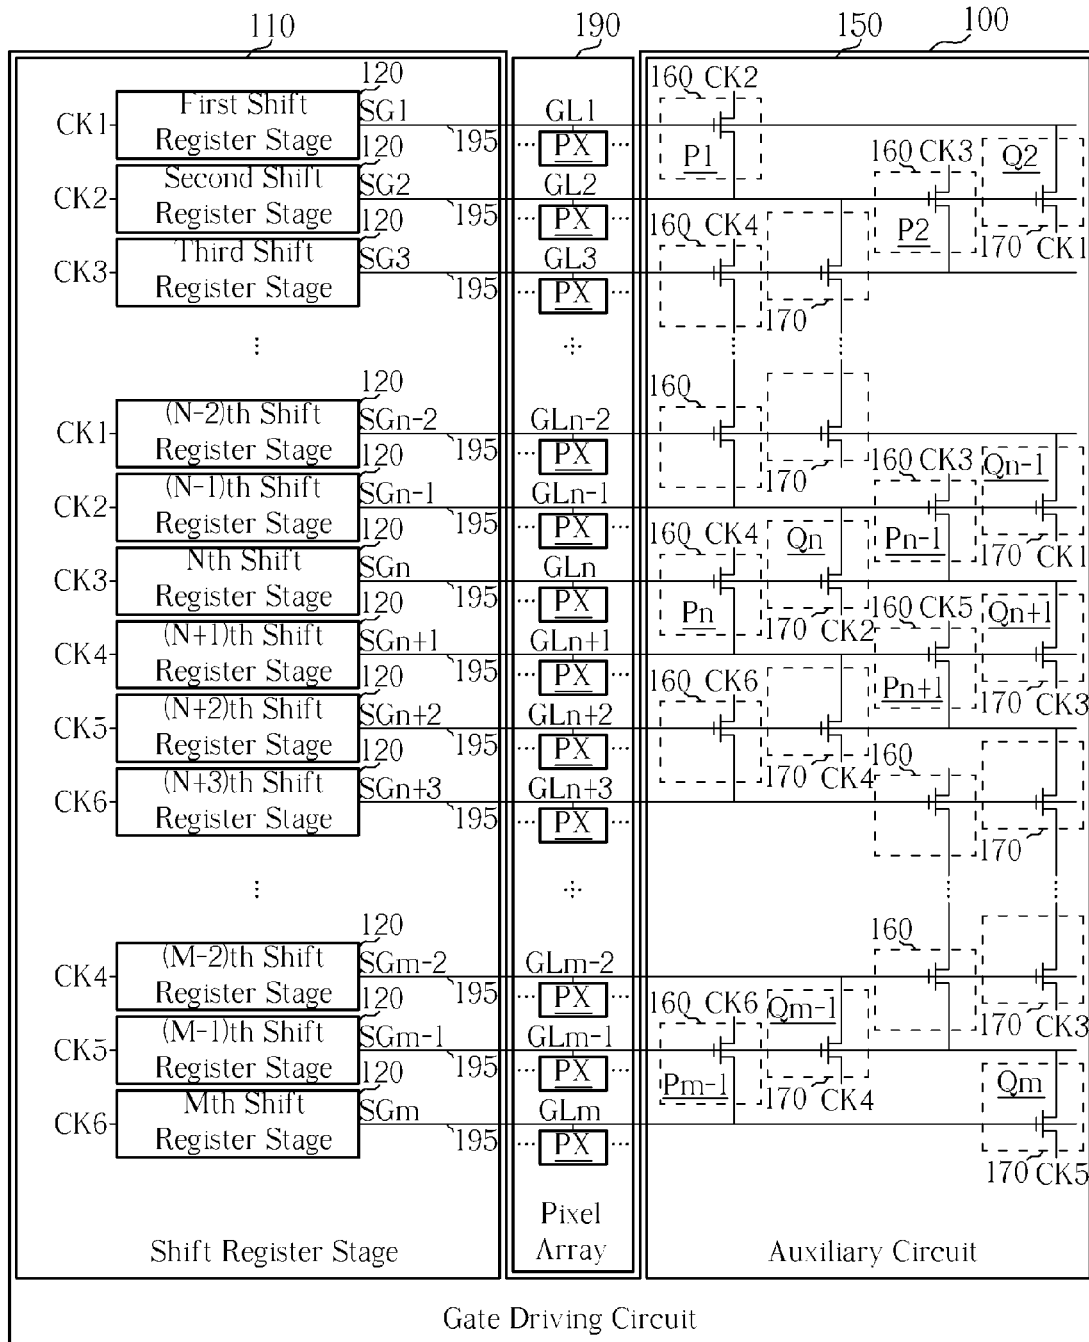 110 190 150 100
120 160 CK2
CK1 First Shift SG1 GL1
Register Stage 195 PX P1
120 160 CK3 Q2
CK2 Second Shift SG2 GL2
Register Stage 195 PX P2
120 160 CK4 170 CK1
CK3 Third Shift SG3 GL3
Register Stage 195 PX 170
120 160
CK1 (N-2)th Shift SGn-2 GLn-2
Register Stage 195 PX 170
120 160 CK3 Qn-1
CK2 (N-1)th Shift SGn-1 GLn-1
Register Stage 195 PX Pn-1
120 160 CK4 Qn 170 CK1
CK3 Nth Shift SGn GLn
Register Stage 195 PX Pn 170 CK2
120 160 CK5 Qn+1
CK4 (N+1)th Shift SGn+1 GLn+1
Register Stage 195 PX Pn+1
120 160 CK6 170 CK3
CK5 (N+2)th Shift SGn+2 GLn+2
Register Stage 195 PX 170 CK4
120 160
CK6 (N+3)th Shift SGn+3 GLn+3
Register Stage 195 PX 170
120 160
CK4 (M-2)th Shift SGm-2 GLm-2
Register Stage 195 PX
120 160 CK6 Qm-1 170 CK3
CK5 (M-1)th Shift SGm-1 GLm-1
Register Stage 195 PX Pm-1 170 CK4
120 Qm
CK6 Mth Shift SGm GLm
Register Stage 195 PX
170 CK5
Shift Register Stage
Pixel
Array
Auxiliary Circuit
Gate Driving Circuit